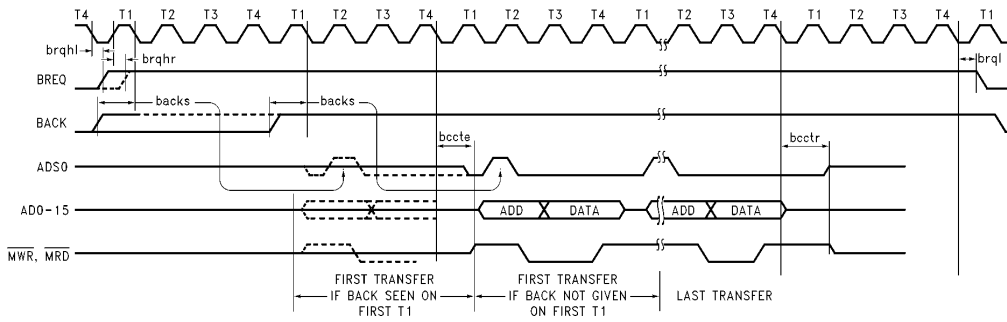 T4 T1 T2 T3 T4 T1 T2 T3 T4 T1 T2 T3 T4 T1 T2 T3 T4 T1 T2 T3 T4 T1
brqhl
brqhr
brql
BREQ
backs backs
BACK
bccte bcctr
ADS0
AD0-15 ADD DATA ADD DATA
MWR, MRD
FIRST TRANSFER
IF BACK SEEN ON
FIRST T1
FIRST TRANSFER
IF BACK NOT GIVEN
ON FIRST T1
LAST TRANSFER